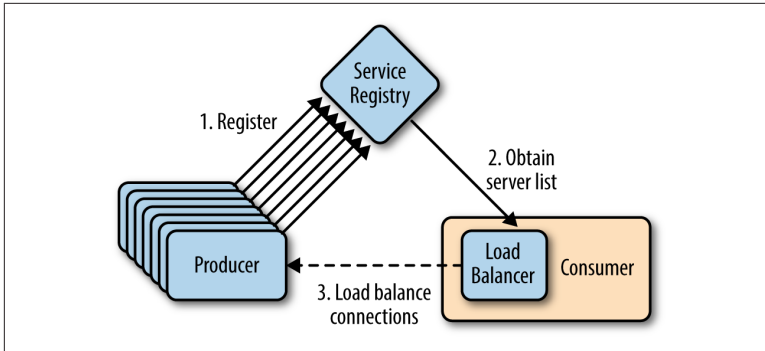 Service
Registry
1. Register
2. Obtain
server list
Producer
Load
Balancer
Consumer
3. Load balance
connections